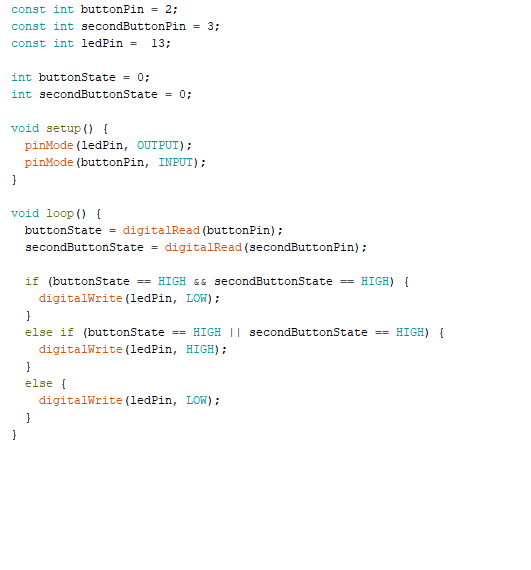 const int buttonPin = 2;
const int secondButtonPin = 3;
const int ledPin =  13;

int buttonState = 0;
int secondButtonState = 0;

void setup() {
  pinMode(ledPin, OUTPUT);
  pinMode(buttonPin, INPUT);
}

void loop() {
  buttonState = digitalRead(buttonPin);
  secondButtonState = digitalRead(secondButtonPin);

  if (buttonState == HIGH && secondButtonState == HIGH) {
    digitalWrite(ledPin, LOW);
  }
  else if (buttonState == HIGH || secondButtonState == HIGH) {
    digitalWrite(ledPin, HIGH);
  }
  else {
    digitalWrite(ledPin, LOW);
  }
}